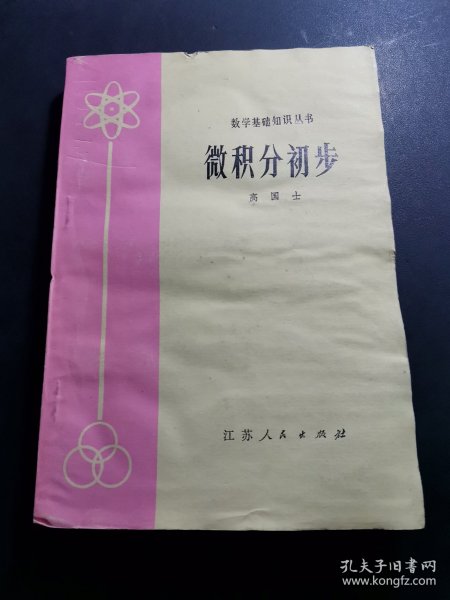 数学基础知识丛书
微积分初步
高国士
江苏人民出版社
孔夫子旧书网
www.kongfz.com